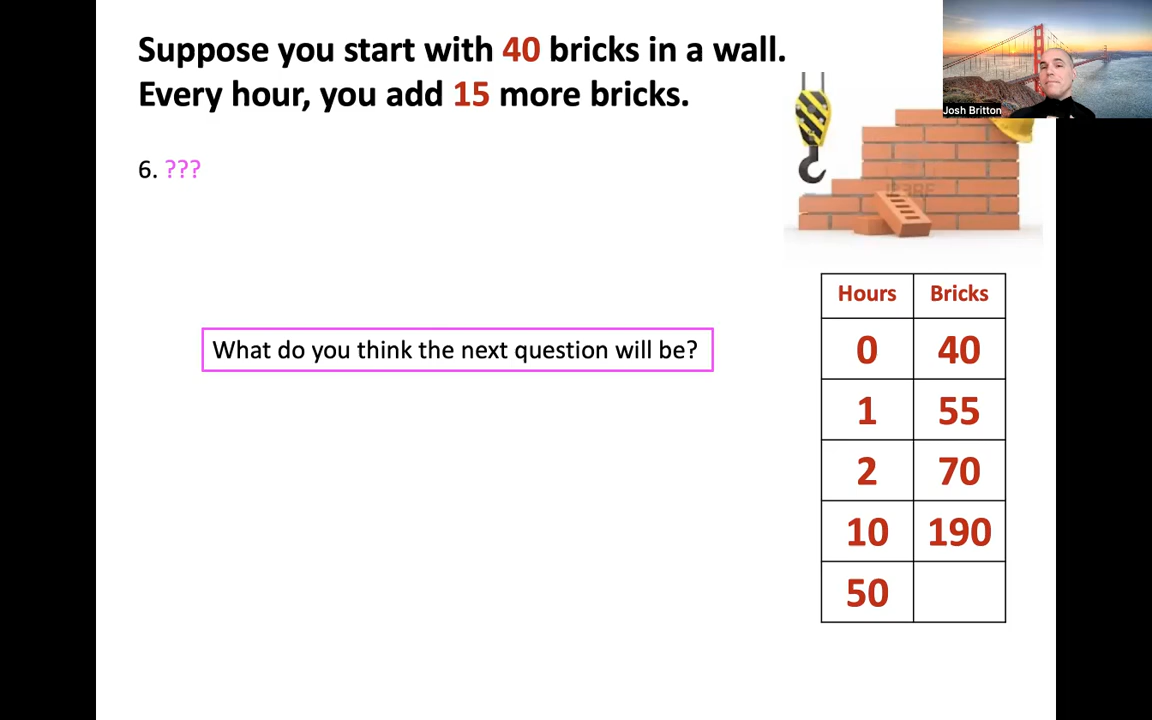 Suppose you start with 40 bricks in a wall.
Every hour, you add 15 more bricks.
Josh Britton
6. ???
What do you think the next question will be?
Hours Bricks
0 40
1 55
2 70
10 190
50